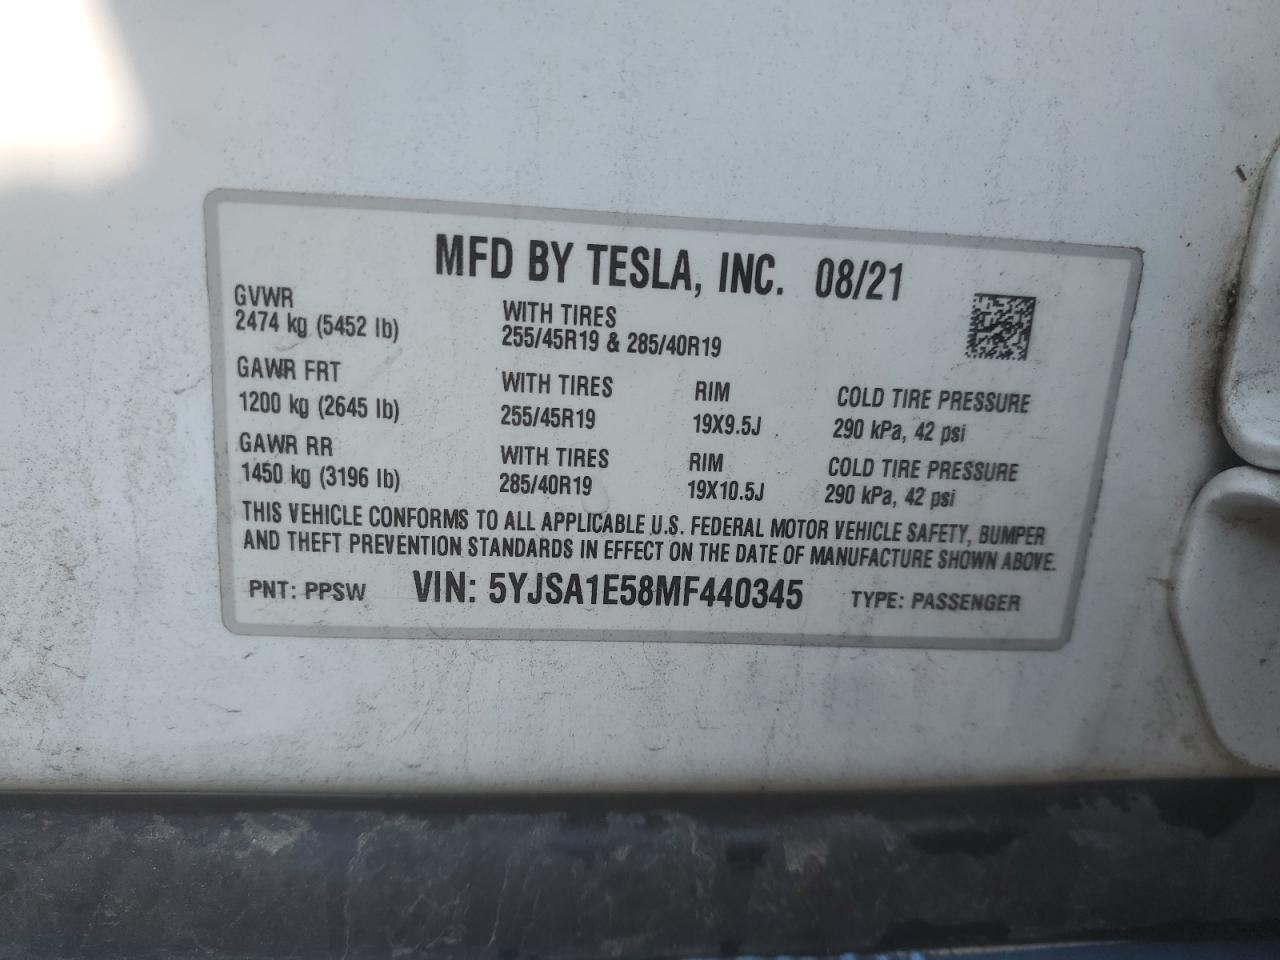 MFD BY TESLA, INC. 08/21
GVWR
2474 kg (5452 lb)
WITH TIRES
255/45R19 & 285/40R19
GAWR FRT
1200 kg (2645 lb)
WITH TIRES
255/45R19
RIM
19X9.5J
COLD TIRE PRESSURE
290 kPa, 42 psi
GAWR RR
1450 kg (3196 lb)
WITH TIRES
285/40R19
RIM
19X10.5J
COLD TIRE PRESSURE
290 kPa, 42 psi
THIS VEHICLE CONFORMS TO ALL APPLICABLE U.S. FEDERAL MOTOR VEHICLE SAFETY, BUMPER
AND THEFT PREVENTION STANDARDS IN EFFECT ON THE DATE OF MANUFACTURE SHOWN ABOVE.
PNT: PPSW VIN: 5YJSA1E58MF440345 TYPE: PASSENGER